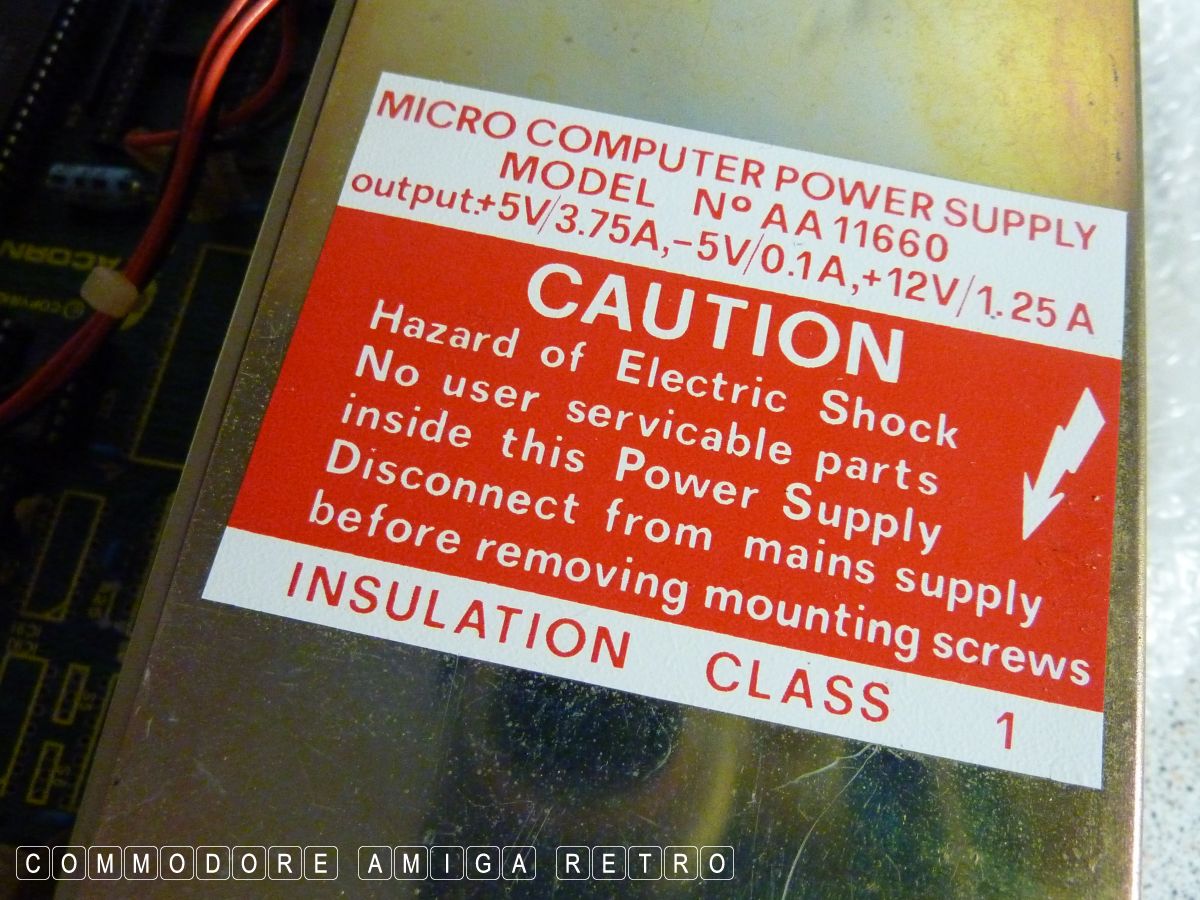 MICRO COMPUTER POWER SUPPLY
MODEL Nº AA 11660
output:+5V/3.75A,−5V/0.1A,+12V/1.25A
CAUTION
Hazard of Electric Shock
No user servicable parts
inside this Power Supply
Disconnect from mains supply
before removing mounting screws
INSULATION CLASS 1
ACORN
COMMODORE AMIGA RETRO